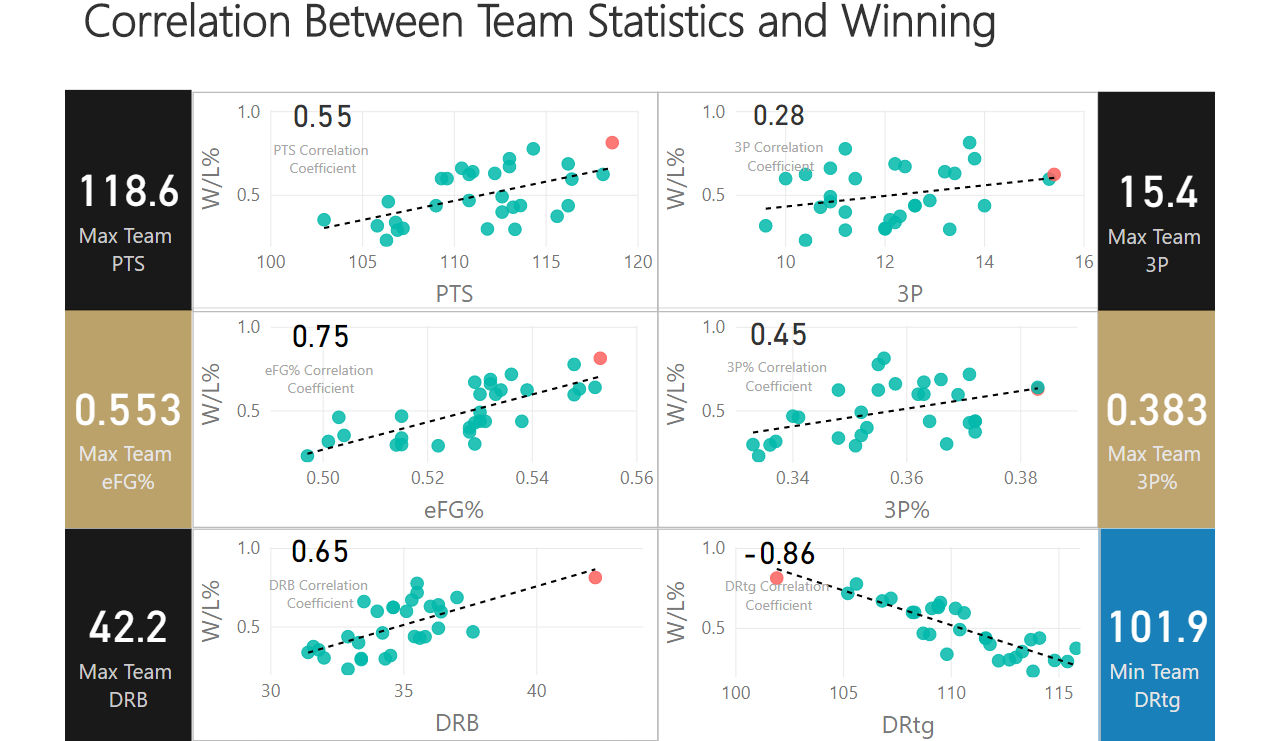 Correlation Between Team Statistics and Winning
118.6
Max Team
PTS
0.55
PTS Correlation
Coefficient
W/L%
1.0
0.5
100 105 110 115 120
PTS
0.28
3P Correlation
Coefficient
W/L%
1.0
0.5
10 12 14 16
3P
15.4
Max Team
3P
0.553
Max Team
eFG%
0.75
eFG% Correlation
Coefficient
W/L%
1.0
0.5
0.50 0.52 0.54 0.56
eFG%
0.45
3P% Correlation
Coefficient
W/L%
1.0
0.5
0.34 0.36 0.38
3P%
0.383
Max Team
3P%
42.2
Max Team
DRB
0.65
DRB Correlation
Coefficient
W/L%
1.0
0.5
30 35 40
DRB
-0.86
DRtg Correlation
Coefficient
W/L%
1.0
0.5
100 105 110 115
DRtg
101.9
Min Team
DRtg